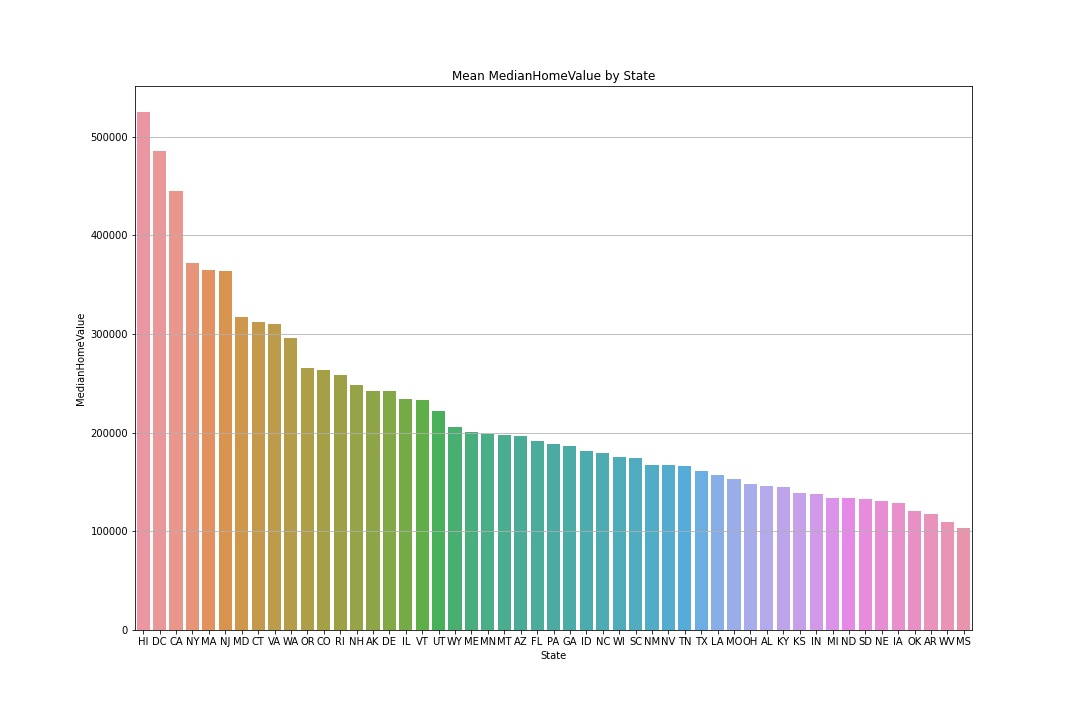 Mean MedianHomeValue by State
500000
400000
300000
200000
100000
0
MedianHomeValue
HI DC CA NY MA NJ MD CT VA WA OR CO RI NH AK DE IL VT UT WY ME MN MT AZ FL PA GA ID NC WI SC NM NV TN TX LA MO OH AL KY KS IN MI ND SD NE IA OK AR WV MS
State